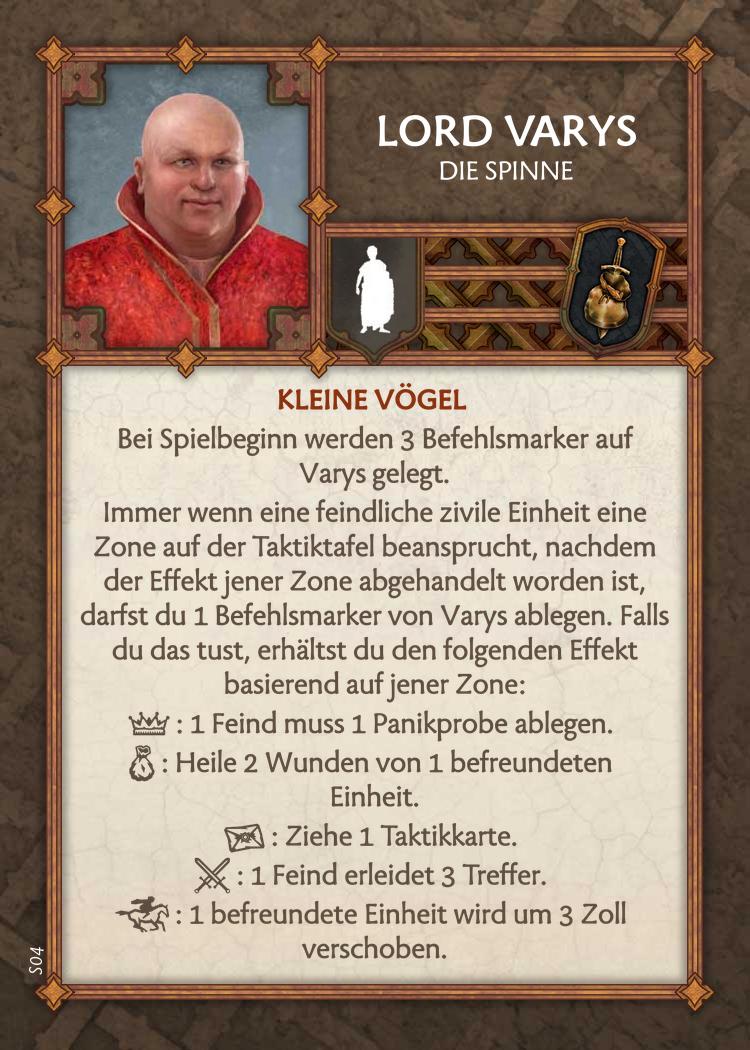 LORD VARYS
DIE SPINNE
KLEINE VÖGEL
Bei Spielbeginn werden 3 Befehlsmarker auf
Varys gelegt.
Immer wenn eine feindliche zivile Einheit eine
Zone auf der Taktiktafel beansprucht, nachdem
der Effekt jener Zone abgehandelt worden ist,
darfst du 1 Befehlsmarker von Varys ablegen. Falls
du das tust, erhältst du den folgenden Effekt
basierend auf jener Zone:
: 1 Feind muss 1 Panikprobe ablegen.
: Heile 2 Wunden von 1 befreundeten
Einheit.
: Ziehe 1 Taktikkarte.
: 1 Feind erleidet 3 Treffer.
: 1 befreundete Einheit wird um 3 Zoll
verschoben.
S04